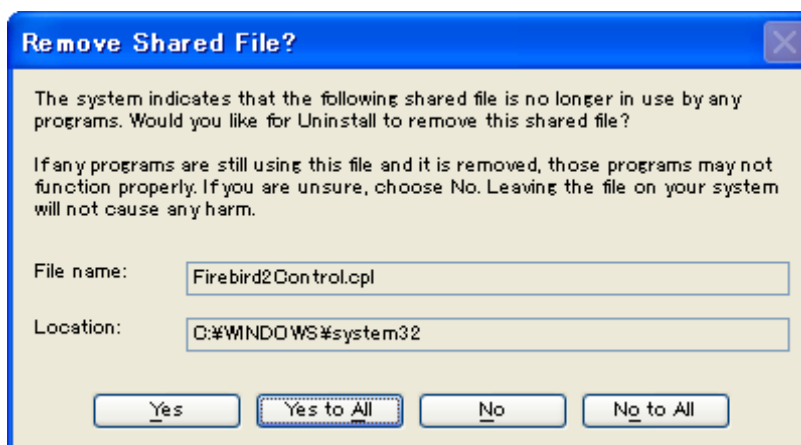 Remove Shared File?
The system indicates that the following shared file is no longer in use by any
programs. Would you like for Uninstall to remove this shared file?
If any programs are still using this file and it is removed, those programs may not
function properly. If you are unsure, choose No. Leaving the file on your system
will not cause any harm.
File name: Firebird2Control.cpl
Location: C:¥WINDOWS¥system32
Yes Yes to All No No to All